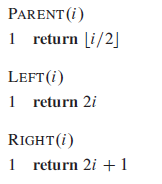 PARENT(i)
1 return ⌊i/2⌋
LEFT(i)
1 return 2i
RIGHT(i)
1 return 2i + 1